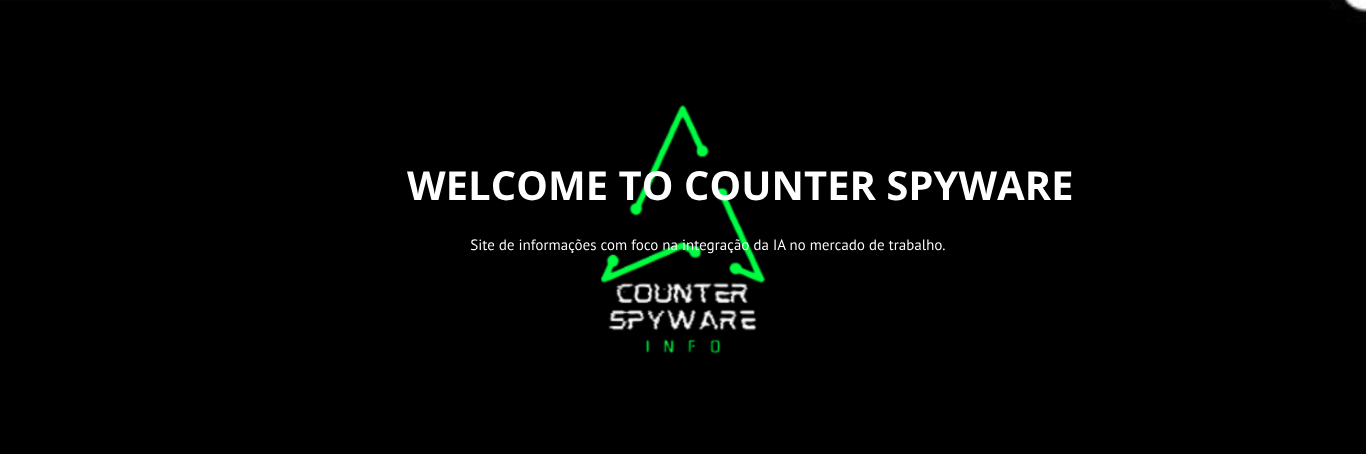 WELCOME TO COUNTER SPYWARE
Site de informações com foco na integração da IA no mercado de trabalho.
COUNTER
SPYWARE
INFO